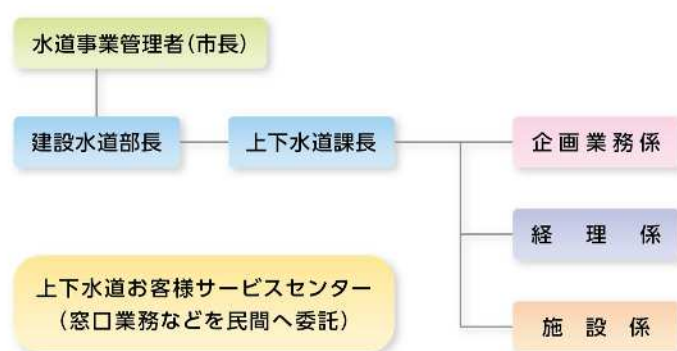 水道事業管理者(市長)
建設水道部長
上下水道課長
企画業務係
経理係
施設係
上下水道お客様サービスセンター
(窓口業務などを民間へ委託)